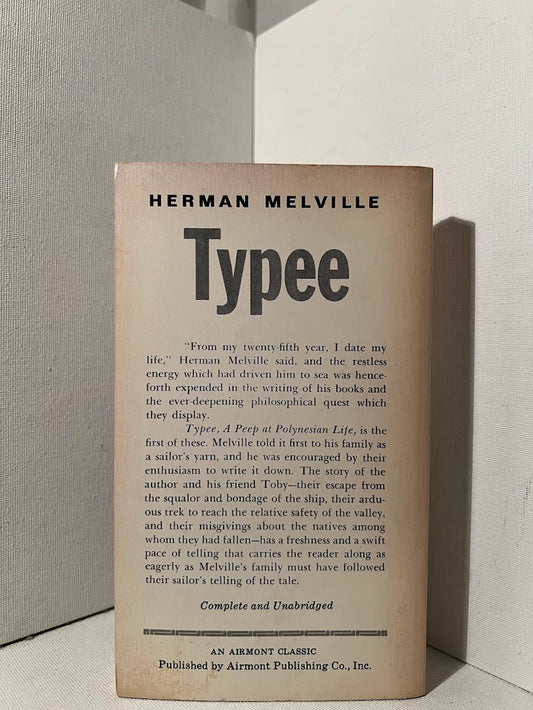 HERMAN MELVILLE
Typee
"From my twenty-fifth year, I date my
life," Herman Melville said, and the restless
energy which had driven him to sea was hence-
forth expended in the writing of his books and
the ever-deepening philosophical quest which
they display.
Typee, A Peep at Polynesian Life, is the
first of these. Melville told it first to his family as
a sailor's yarn, and he was encouraged by their
enthusiasm to write it down. The story of the
author and his friend Toby—their escape from
the squalor and bondage of the ship, their ardu-
ous trek to reach the relative safety of the valley,
and their misgivings about the natives among
whom they had fallen—has a freshness and a swift
pace of telling that carries the reader along as
eagerly as Melville's family must have followed
their sailor's telling of the tale.
Complete and Unabridged
AN AIRMONT CLASSIC
Published by Airmont Publishing Co., Inc.